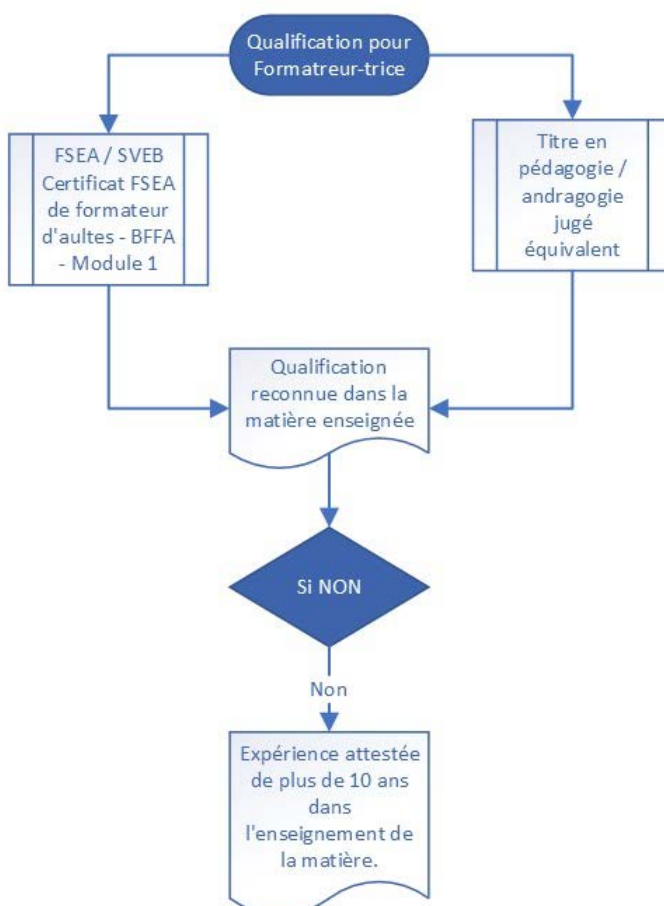 Qualification pour
Formatreur-trice
FSEA / SVEB
Certificat FSEA
de formateur
d'aultes - BFFA
- Module 1
Titre en
pédagogie /
andragogie
jugé
équivalent
Qualification
reconnue dans la
matière enseignée
Si NON
Non
Expérience attestée
de plus de 10 ans
dans
l'enseignement de
la matière.